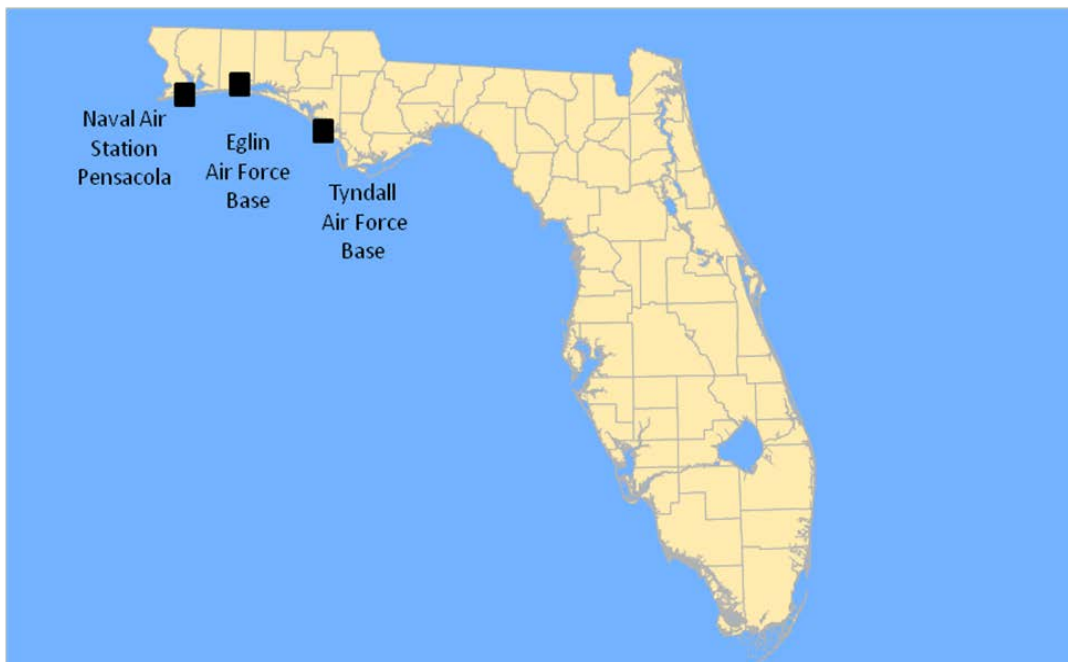 Naval Air
Station
Pensacola
Eglin
Air Force
Base
Tyndall
Air Force
Base